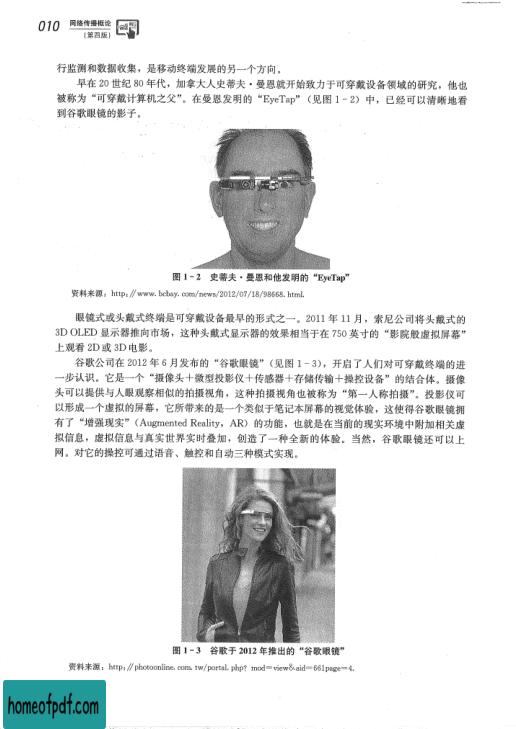 010 网络传播概论
(第四版)
行监测和数据收集，是移动终端发展的另一个方向。
早在 20 世纪 80 年代，加拿大人史蒂夫·曼恩就开始致力于可穿戴设备领域的研究，他也
被称为“可穿戴计算机之父”。在曼恩发明的“EyeTap”（见图 1-2）中，已经可以清晰地看
到谷歌眼镜的影子。
图 1-2 史蒂夫·曼恩和他发明的“EyeTap”
资料来源：http://www.bcbay.com/news/2012/07/18/98668.html.
眼镜式或头戴式终端是可穿戴设备最早的形式之一。2011 年 11 月，索尼公司将头戴式的
3D OLED 显示器推向市场，这种头戴式显示器的效果相当于在 750 英寸的“影院般虚拟屏幕”
上观看 2D 或 3D 电影。
谷歌公司在 2012 年 6 月发布的“谷歌眼镜”（见图 1-3），开启了人们对可穿戴终端的进
一步认识。它是一个“摄像头＋微型投影仪＋传感器＋存储传输＋操控设备”的结合体。摄像
头可以提供与人眼观察相似的拍摄视角，这种拍摄视角也被称为“第一人称拍摄”。投影仪可
以形成一个虚拟的屏幕，它所带来的是一个类似于笔记本屏幕的视觉体验，这使得谷歌眼镜拥
有了“增强现实”（Augmented Reality，AR）的功能，也就是在当前的现实环境中附加相关虚
拟信息，虚拟信息与真实世界实时叠加，创造了一种全新的体验。当然，谷歌眼镜还可以上
网。对它的操控可通过语音、触控和自动三种模式实现。
图 1-3 谷歌于 2012 年推出的“谷歌眼镜”
资料来源：http://photoonline.com.tw/portal.php?mod=view&aid=661page=4.
homeofpdf.com